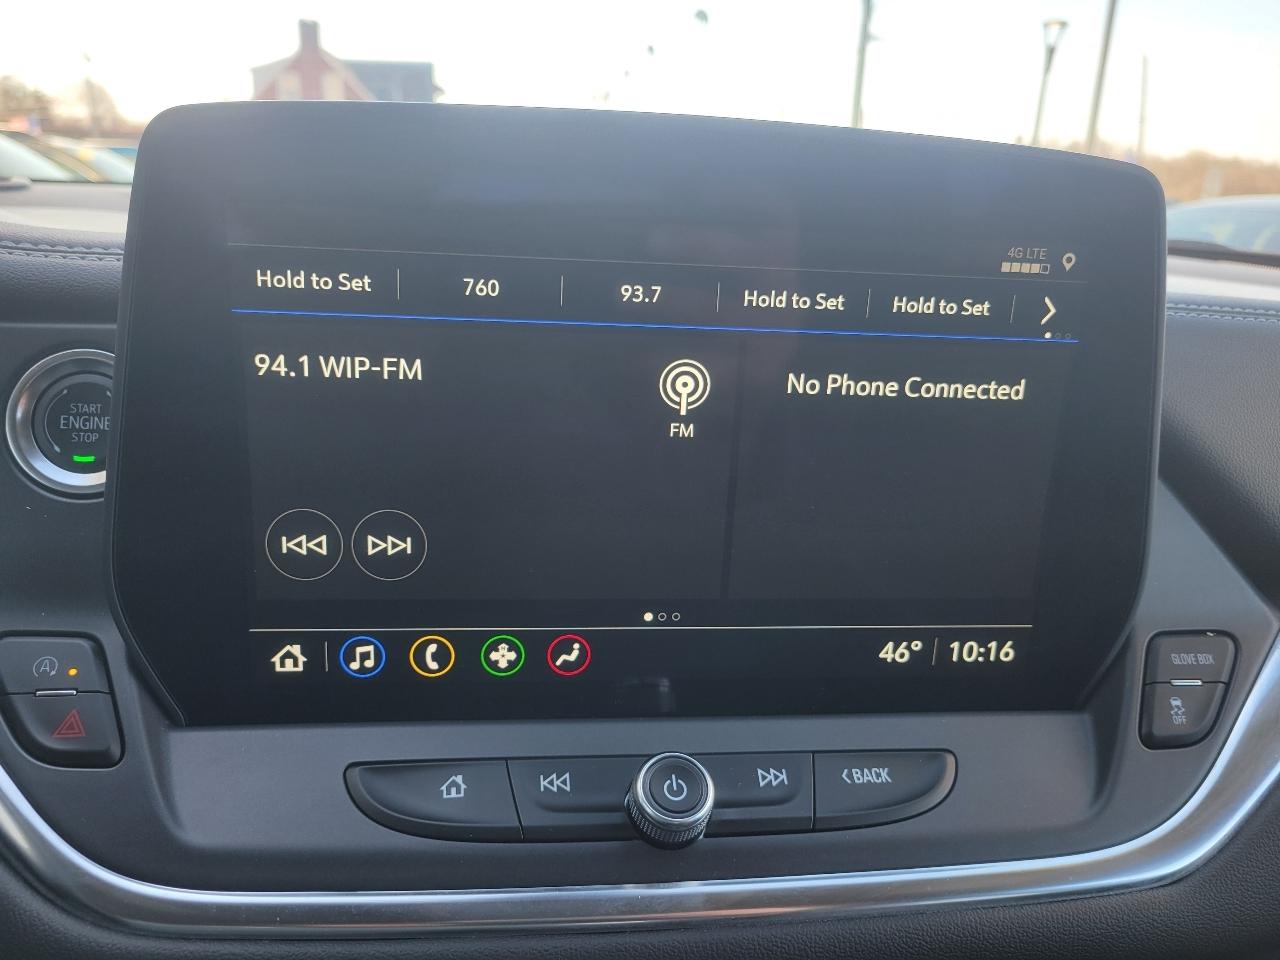 4G LTE
Hold to Set
760
93.7
Hold to Set
Hold to Set
94.1 WIP-FM
FM
No Phone Connected
START
ENGINE
STOP
46° 10:16
A
GLOVE BOX
OFF
BACK